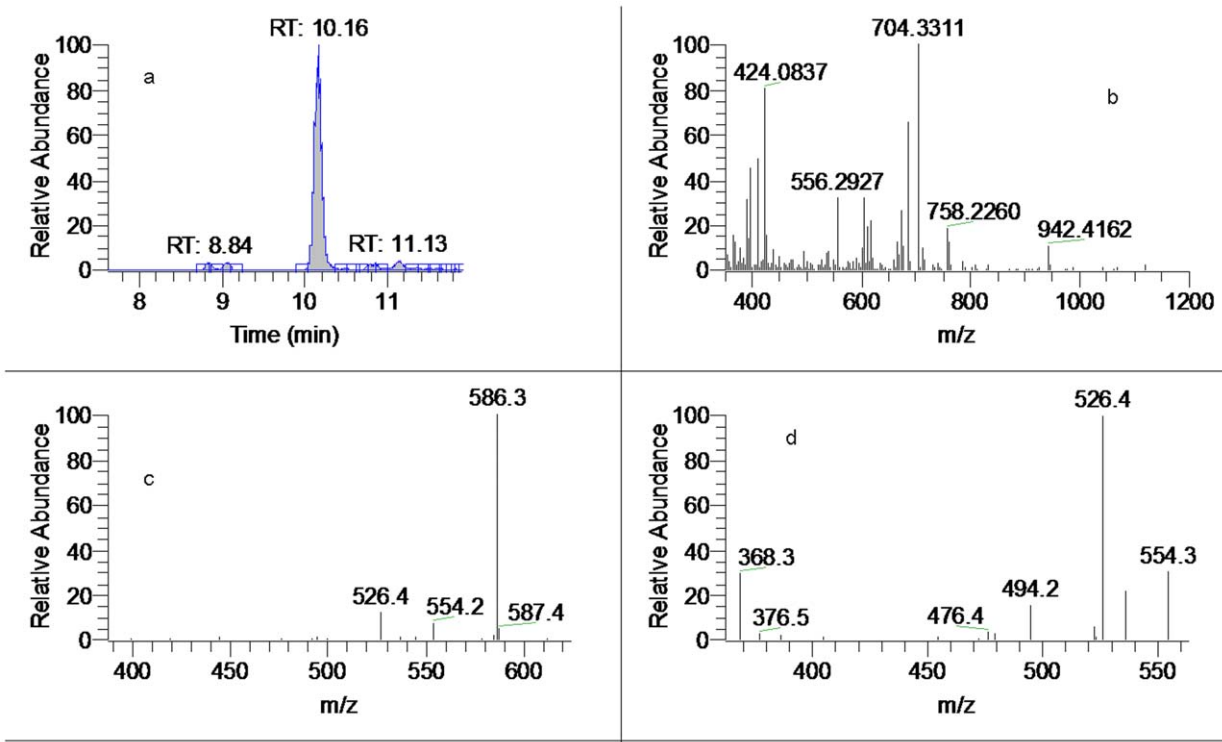 RT: 10.16
a
100
80
60
40
20
0
Relative Abundance
RT: 8.84
RT: 11.13
8 9 10 11
Time (min)
704.3311
b
100
80
60
40
20
0
Relative Abundance
424.0837
556.2927
758.2260
942.4162
400 600 800 1000 1200
m/z
586.3
c
100
80
60
40
20
0
Relative Abundance
526.4
554.2
587.4
400 450 500 550 600
m/z
526.4
d
100
80
60
40
20
0
Relative Abundance
368.3
376.5
476.4
494.2
554.3
400 450 500 550
m/z